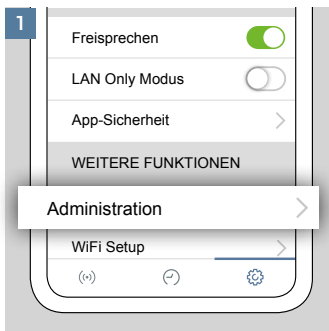 1
Freisprechen
LAN Only Modus
App-Sicherheit
WEITERE FUNKTIONEN
Administration
WiFi Setup